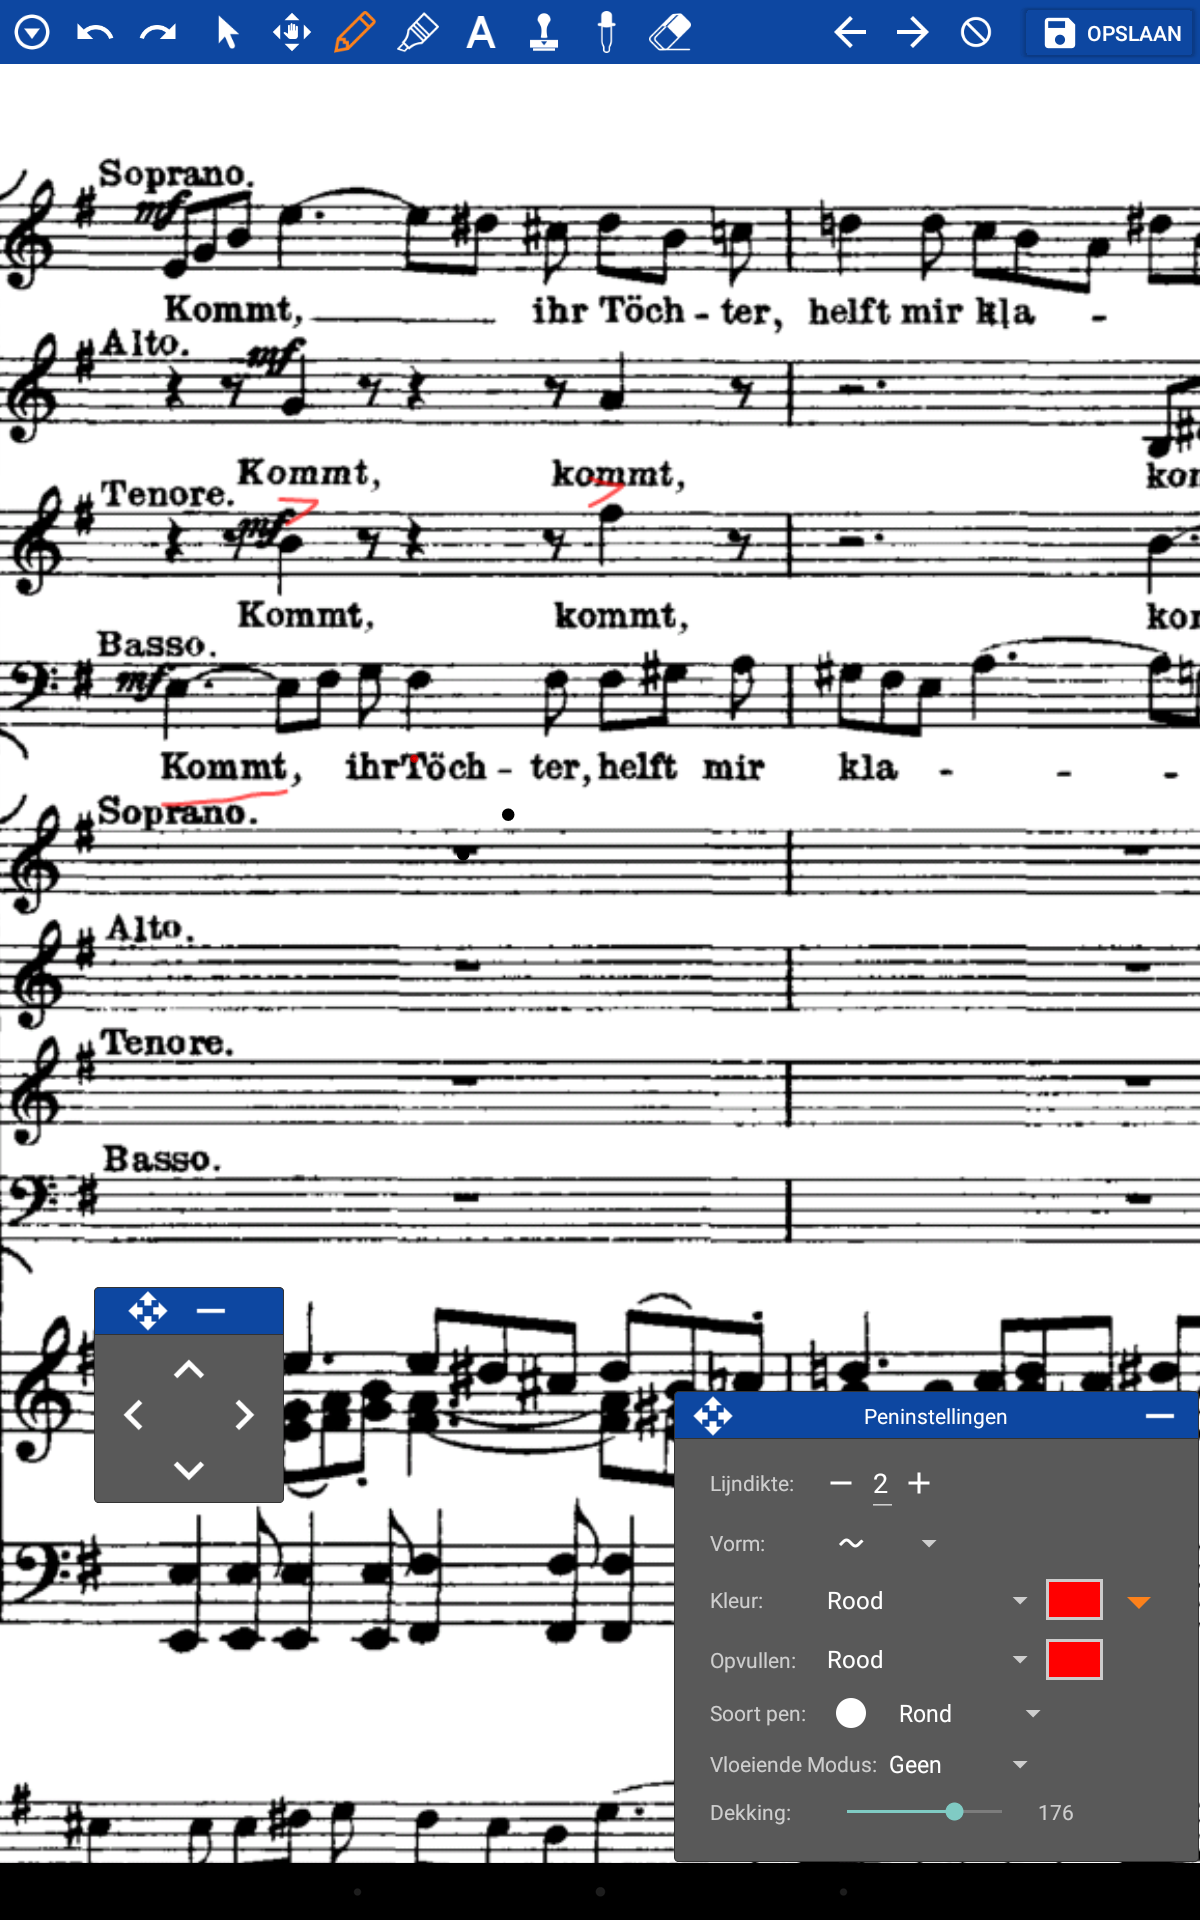 A
OPSLAAN
Soprano.
mf
Kommt, ihr Töch - ter, helft mir kla -
Alto.
mf
Kommt, kommt,
Tenore.
mf
Kommt, kommt,
Basso.
mf
Kommt, ihr Töch - ter, helft mir kla - - -
Soprano.
Alto.
Tenore.
Basso.
Peninstellingen
Lijndikte: 2
Vorm:
Kleur: Rood
Opvullen: Rood
Soort pen: Rond
Vloeiende Modus: Geen
Dekking: 176